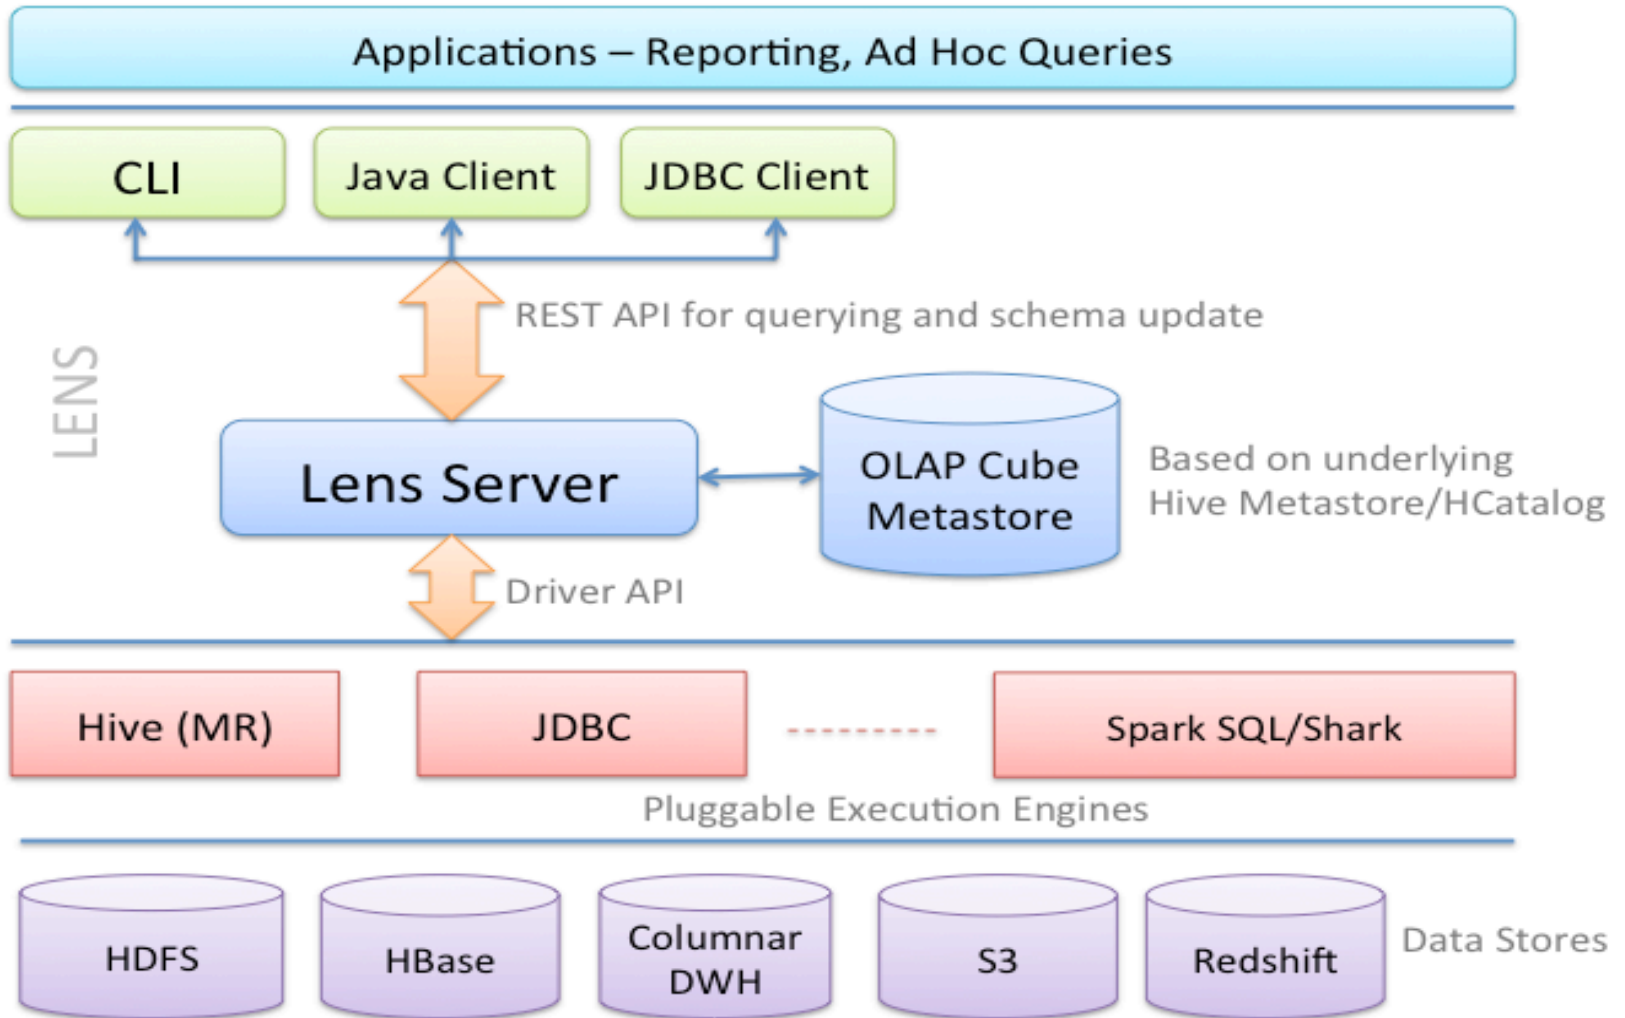 Applications – Reporting, Ad Hoc Queries
CLI
Java Client
JDBC Client
REST API for querying and schema update
LENS
Lens Server
OLAP Cube
Metastore
Based on underlying
Hive Metastore/HCatalog
Driver API
Hive (MR)
JDBC
Spark SQL/Shark
Pluggable Execution Engines
HDFS
HBase
Columnar
DWH
S3
Redshift
Data Stores